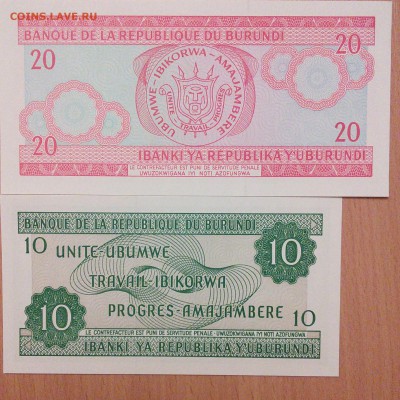 COINS.LAVE.RU
BANQUE DE LA REPUBLIQUE DU BURUNDI
20 20
UBUMWE-IBIKORWA-AMAJAMBERE
UNITE TRAVAIL PROGRES
20 20
IBANKI YA REPUBLIKA Y'UBURUNDI
LE CONTREFACTEUR EST PUNI DE SERVITUDE PENALE
UWUZOKWIGANA IYI NOTI AZOFUNGWA
BANQUE DE LA REPUBLIQUE DU BURUNDI
10 UNITE-UBUMWE 10
TRAVAIL-IBIKORWA
PROGRES-AMAJAMBERE
10 10
LE CONTREFACTEUR EST PUNI DE SERVITUDE PENALE - UWUZOKWIGANA IYI NOTI AZOFUNGWA
IBANKI YA REPUBLIKA Y'UBURUNDI